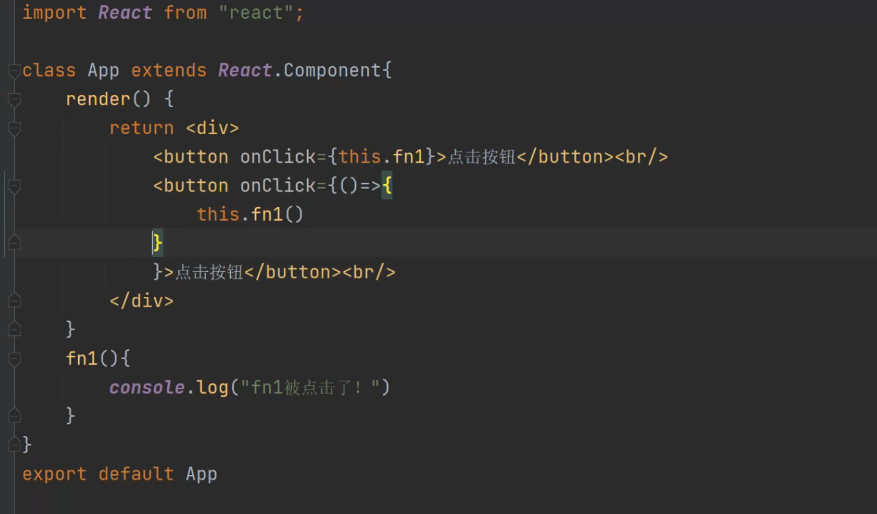 import React from "react";
class App extends React.Component{
render() {
return <div>
<button onClick={this.fn1}>点击按钮</button><br/>
<button onClick={()=>{
this.fn1()
}
}>点击按钮</button><br/>
</div>
}
fn1(){
console.log("fn1被点击了！")
}
}
export default App